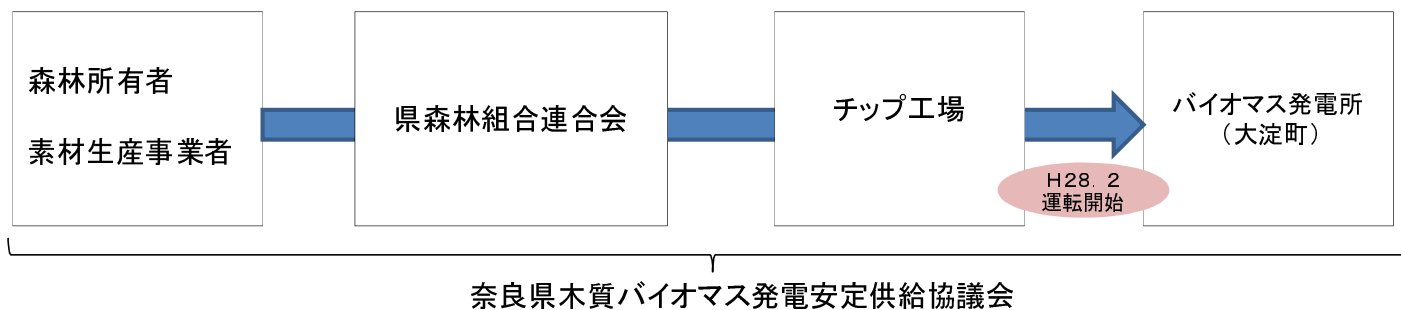 森林所有者
素材生産事業者
県森林組合連合会
チップ工場
バイオマス発電所
（大淀町）
Ｈ２８．２
運転開始
奈良県木質バイオマス発電安定供給協議会